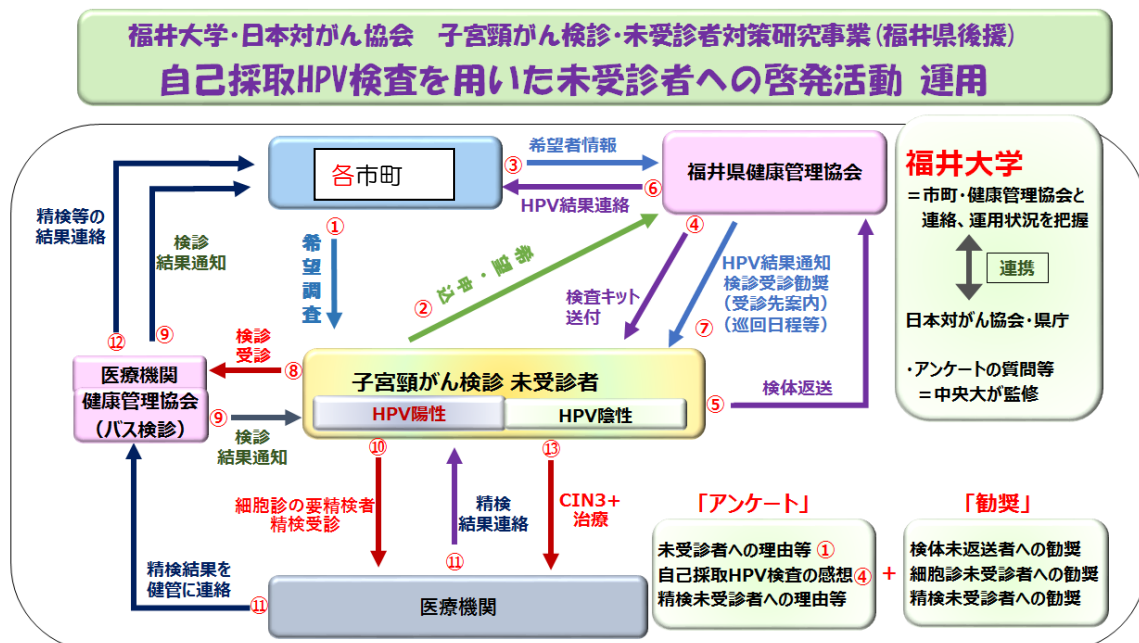 福井大学・日本対がん協会　子宮頸がん検診・未受診者対策研究事業(福井県後援)
自己採取HPV検査を用いた未受診者への啓発活動 運用
各市町
③
希望者情報
⑥
HPV結果連絡
福井県健康管理協会
福井大学
＝市町・健康管理協会と
連絡、運用状況を把握
連携
日本対がん協会・県庁
・アンケートの質問等
＝中央大が監修
精検等の
結果連絡
検診
結果通知
⑫
⑨
①
希望調査
②
希望・申込
④
検査キット
送付
HPV結果通知
検診受診勧奨
（受診先案内）
（巡回日程等）
⑦
⑤
検体返送
医療機関
健康管理協会
（バス検診）
検診
受診
⑧
⑨
検診
結果通知
子宮頸がん検診 未受診者
HPV陽性
HPV陰性
⑩
細胞診の要精検者
精検受診
精検
結果連絡
⑪
⑬
CIN3+
治療
精検結果を
健管に連絡
⑪
医療機関
「アンケート」
未受診者への理由等 ①
自己採取HPV検査の感想④
精検未受診者への理由等
+
「勧奨」
検体未返送者への勧奨
細胞診未受診者への勧奨
精検未受診者への勧奨